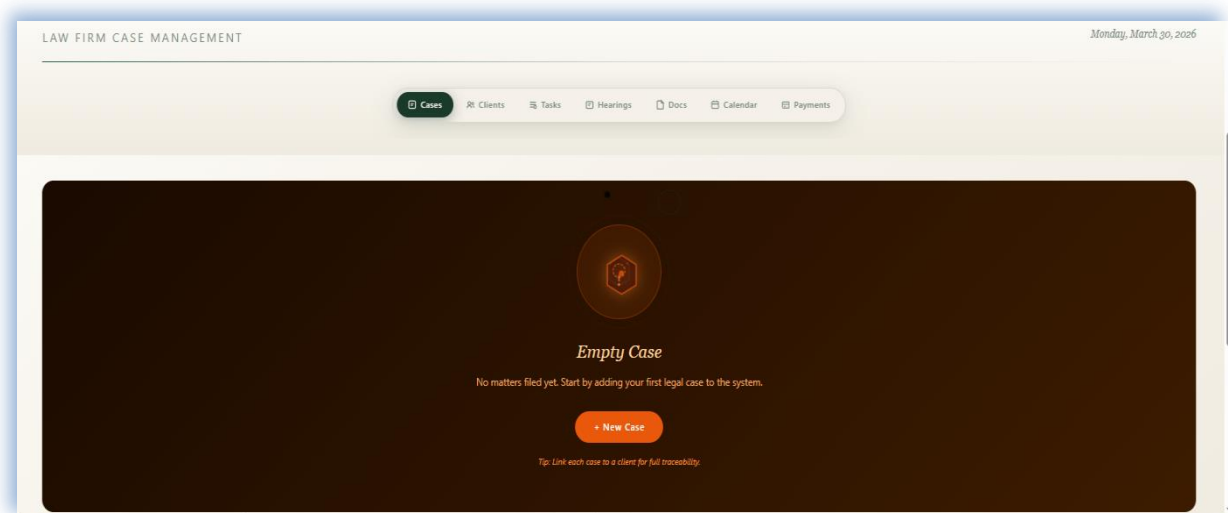 LAW FIRM CASE MANAGEMENT
Monday, March 30, 2026
Cases Clients Tasks Hearings Docs Calendar Payments
Empty Case
No matters filed yet. Start by adding your first legal case to the system.
+ New Case
Tip: Link each case to a client for full traceability.